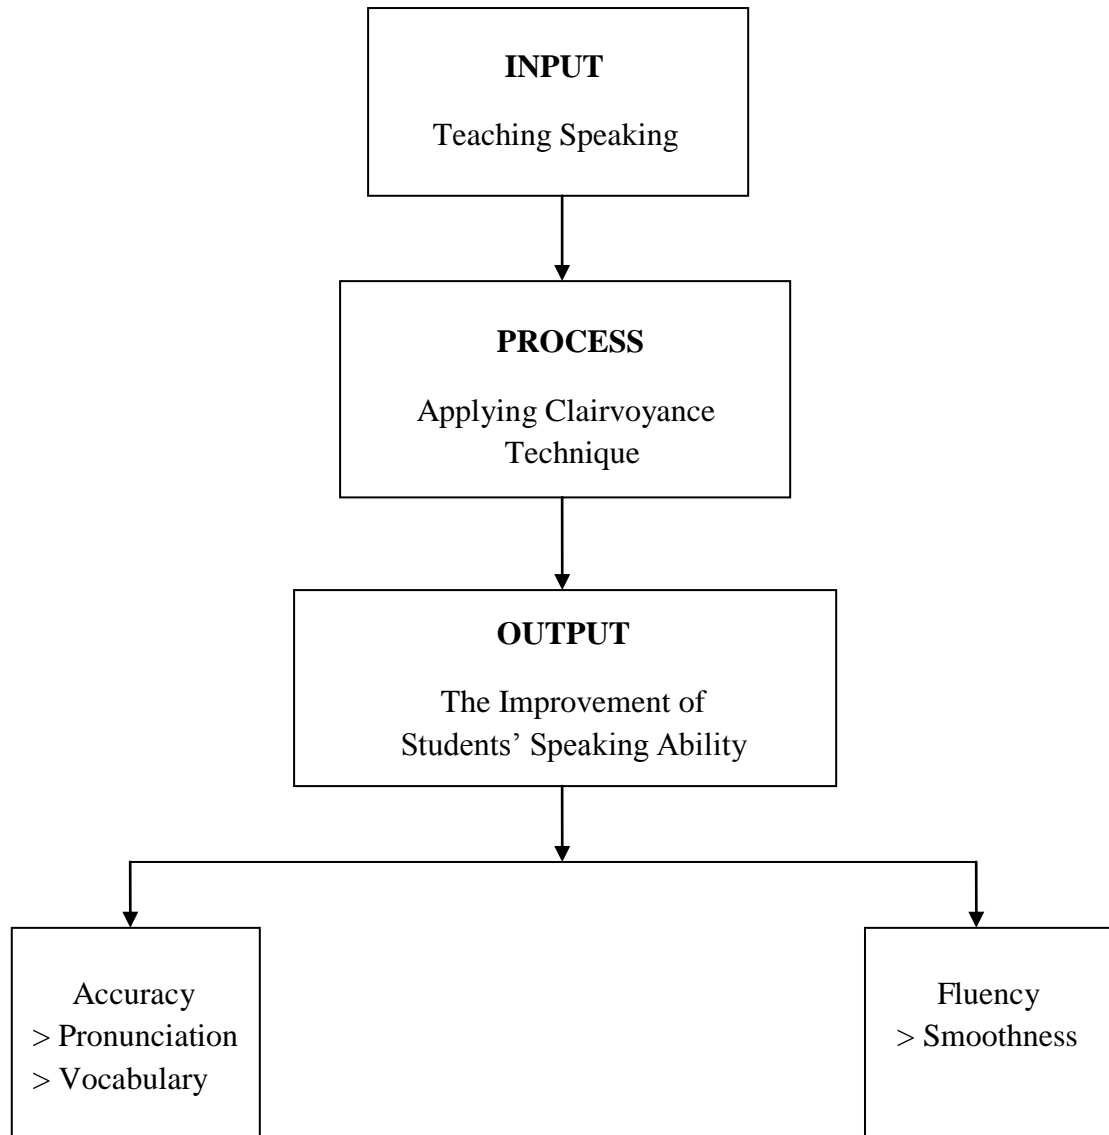 INPUT
Teaching Speaking
PROCESS
Applying Clairvoyance
Technique
OUTPUT
The Improvement of
Students’ Speaking Ability
Accuracy
> Pronunciation
> Vocabulary
Fluency
> Smoothness